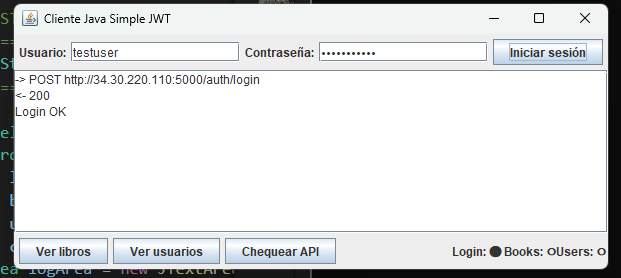 Cliente Java Simple JWT
Usuario: testuser Contraseña: ••••••••••• Iniciar sesión
-> POST http://34.30.220.110:5000/auth/login
<- 200
Login OK
Ver libros Ver usuarios Chequear API Login: ● Books: ○ Users: ○